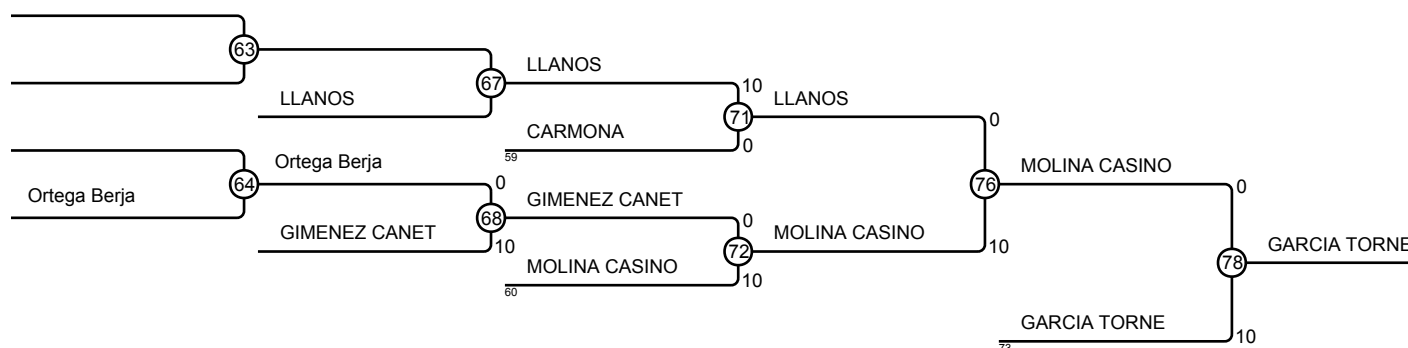 63
67
LLANOS
LLANOS
10
71
LLANOS
CARMONA
0
59
0
76
MOLINA CASINO
Ortega Berja
64
Ortega Berja
0
68
GIMENEZ CANET
10
GIMENEZ CANET
0
72
MOLINA CASINO
10
MOLINA CASINO
10
60
0
78
GARCIA TORNE
GARCIA TORNE
10
73